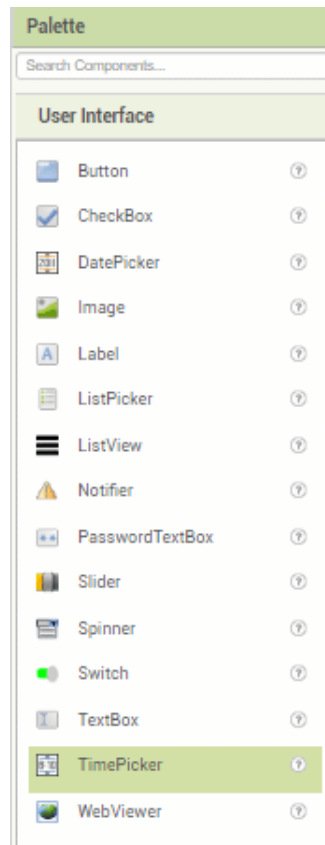 Palette
Search Components...
User Interface
Button
CheckBox
DatePicker
Image
Label
ListPicker
ListView
Notifier
PasswordTextBox
Slider
Spinner
Switch
TextBox
TimePicker
WebViewer